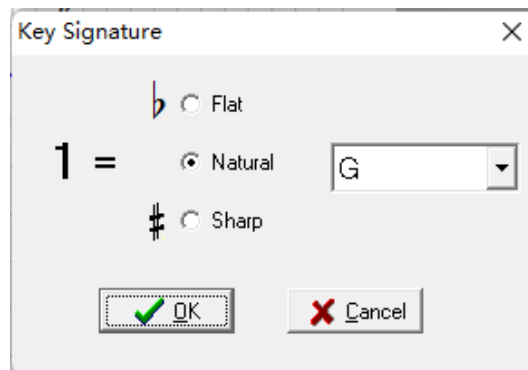 Key Signature
♭ Flat
1 = Natural G
♯ Sharp
OK Cancel